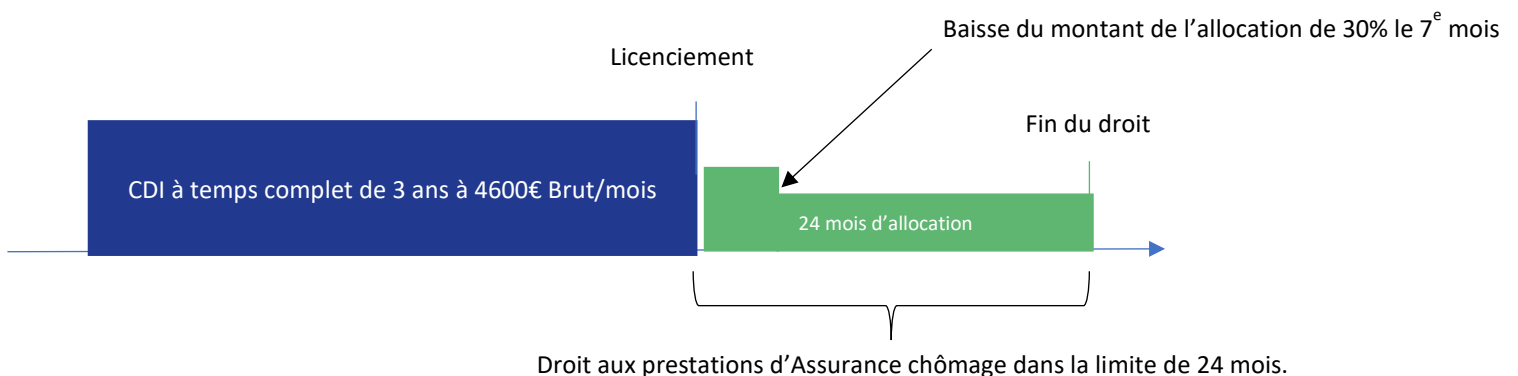 Baisse du montant de l’allocation de 30% le 7e mois
Licenciement
Fin du droit
CDI à temps complet de 3 ans à 4600€ Brut/mois
24 mois d’allocation
Droit aux prestations d’Assurance chômage dans la limite de 24 mois.